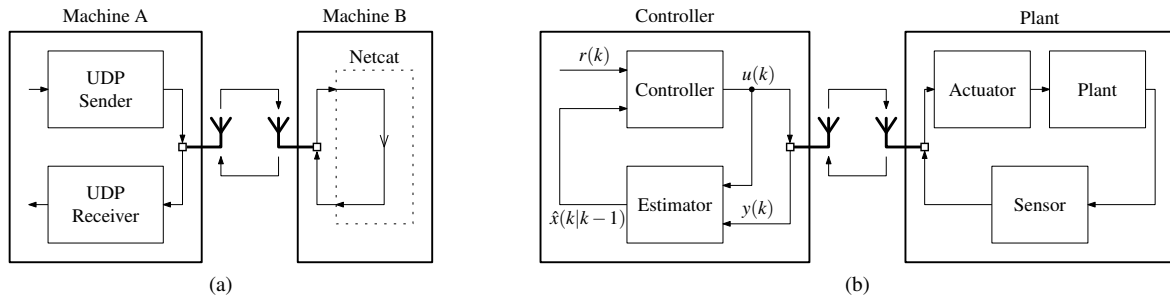 Machine A
Machine B
Netcat
UDP
Sender
UDP
Receiver
(a)
Controller
Plant
r(k)
Controller
u(k)
Actuator
Plant
Estimator
x̂(k|k−1)
y(k)
Sensor
(b)